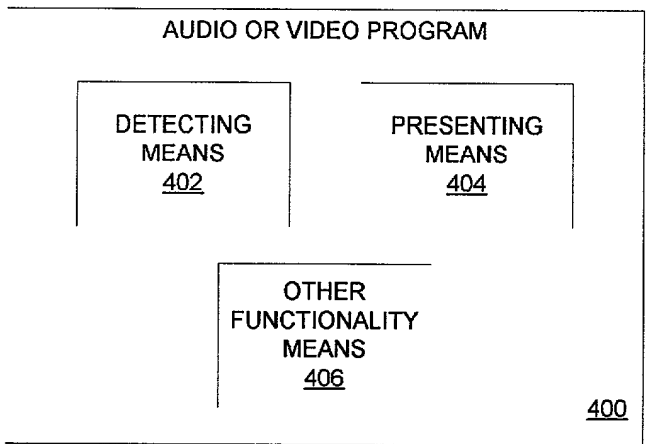 AUDIO OR VIDEO PROGRAM
DETECTING
MEANS
402
PRESENTING
MEANS
404
OTHER
FUNCTIONALITY
MEANS
406
400